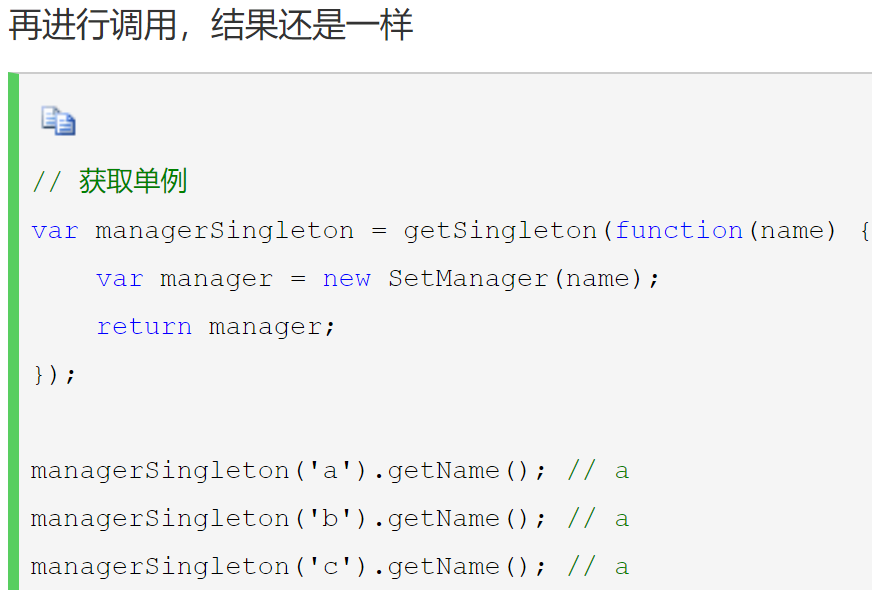 再进行调用，结果还是一样
// 获取单例
var managerSingleton = getSingleton(function(name) {
    var manager = new SetManager(name);
    return manager;
});
managerSingleton('a').getName(); // a
managerSingleton('b').getName(); // a
managerSingleton('c').getName(); // a